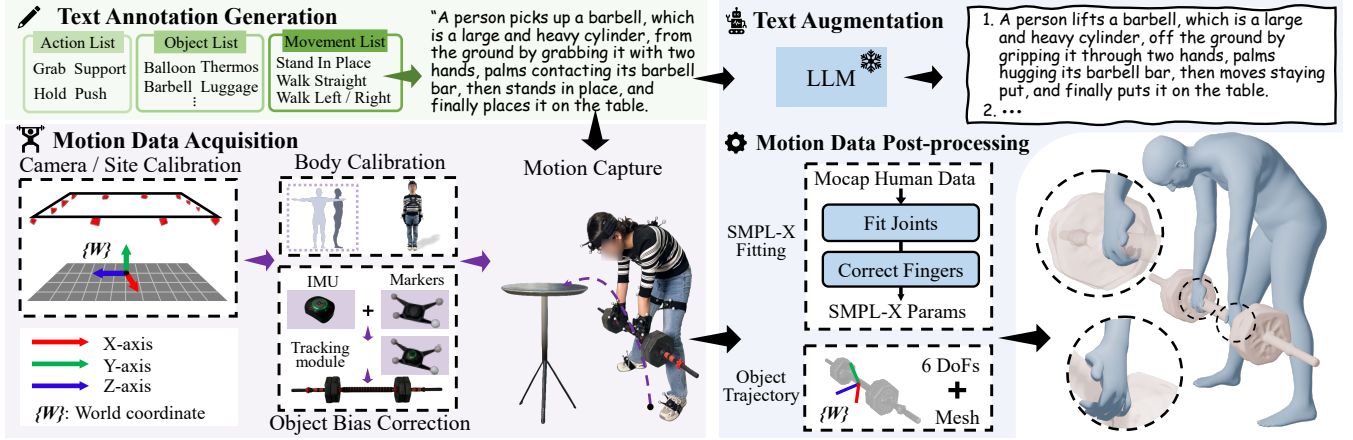 Text Annotation Generation
Action List
Grab Support
Hold Push
Object List
Balloon Thermos
Barbell Luggage
⋮
Movement List
Stand In Place
Walk Straight
Walk Left / Right
“A person picks up a barbell, which
is a large and heavy cylinder, from
the ground by grabbing it with two
hands, palms contacting its barbell
bar, then stands in place, and
finally places it on the table.
Text Augmentation
LLM
1. A person lifts a barbell, which is a large
and heavy cylinder, off the ground by
gripping it through two hands, palms
hugging its barbell bar, then moves staying
put, and finally puts it on the table.
2. •••
Motion Data Acquisition
Camera / Site Calibration
{W}
X-axis
Y-axis
Z-axis
{W}: World coordinate
Body Calibration
IMU
+
Markers
Tracking
module
Object Bias Correction
Motion Capture
Motion Data Post-processing
SMPL-X
Fitting
Mocap Human Data
Fit Joints
Correct Fingers
SMPL-X Params
Object
Trajectory
{W}
6 DoFs
+
Mesh